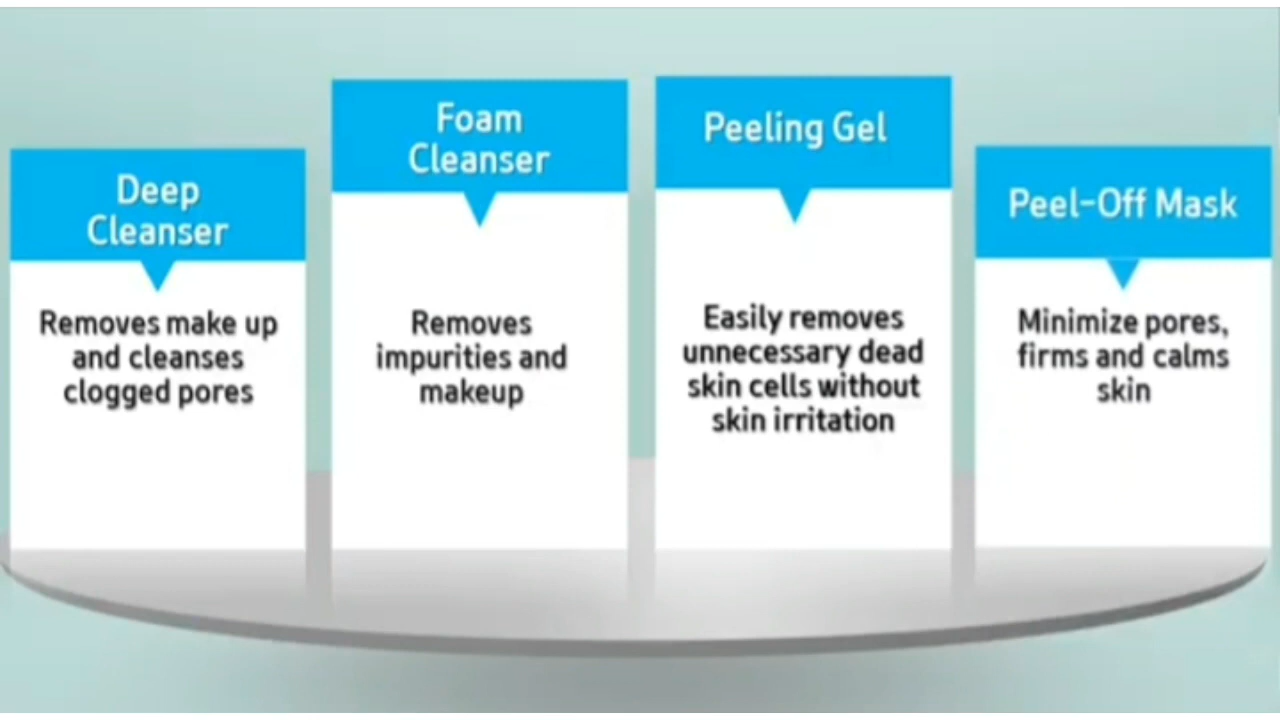 Deep
Cleanser
Removes make up
and cleanses
clogged pores
Foam
Cleanser
Removes
impurities and
makeup
Peeling Gel
Easily removes
unnecessary dead
skin cells without
skin irritation
Peel-Off Mask
Minimize pores,
firms and calms
skin